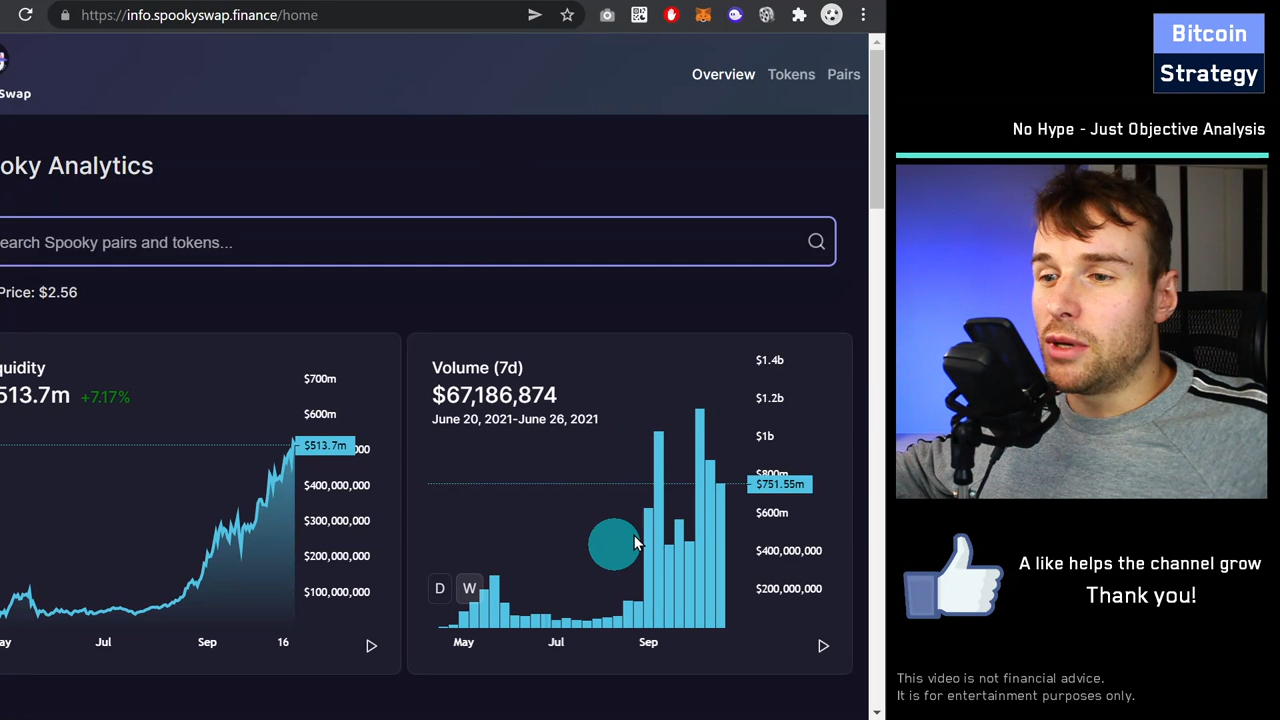 https://info.spookyswap.finance/home
Swap
Overview Tokens Pairs
oky Analytics
earch Spooky pairs and tokens...
Price: $2.56
quidity
513.7m +7.17%
$700m
$600m
$513.7m 00
$400,000,000
$300,000,000
$200,000,000
$100,000,000
ay Jul Sep 16
Volume (7d)
$67,186,874
June 20, 2021-June 26, 2021
$1.4b
$1.2b
$1b
$800m
$751.55m
$600m
$400,000,000
$200,000,000
D W
May Jul Sep
Bitcoin
Strategy
No Hype - Just Objective Analysis
A like helps the channel grow
Thank you!
This video is not financial advice.
It is for entertainment purposes only.